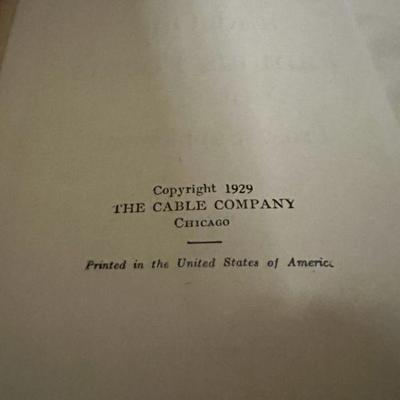 Copyright 1929
THE CABLE COMPANY
CHICAGO
Printed in the United States of America